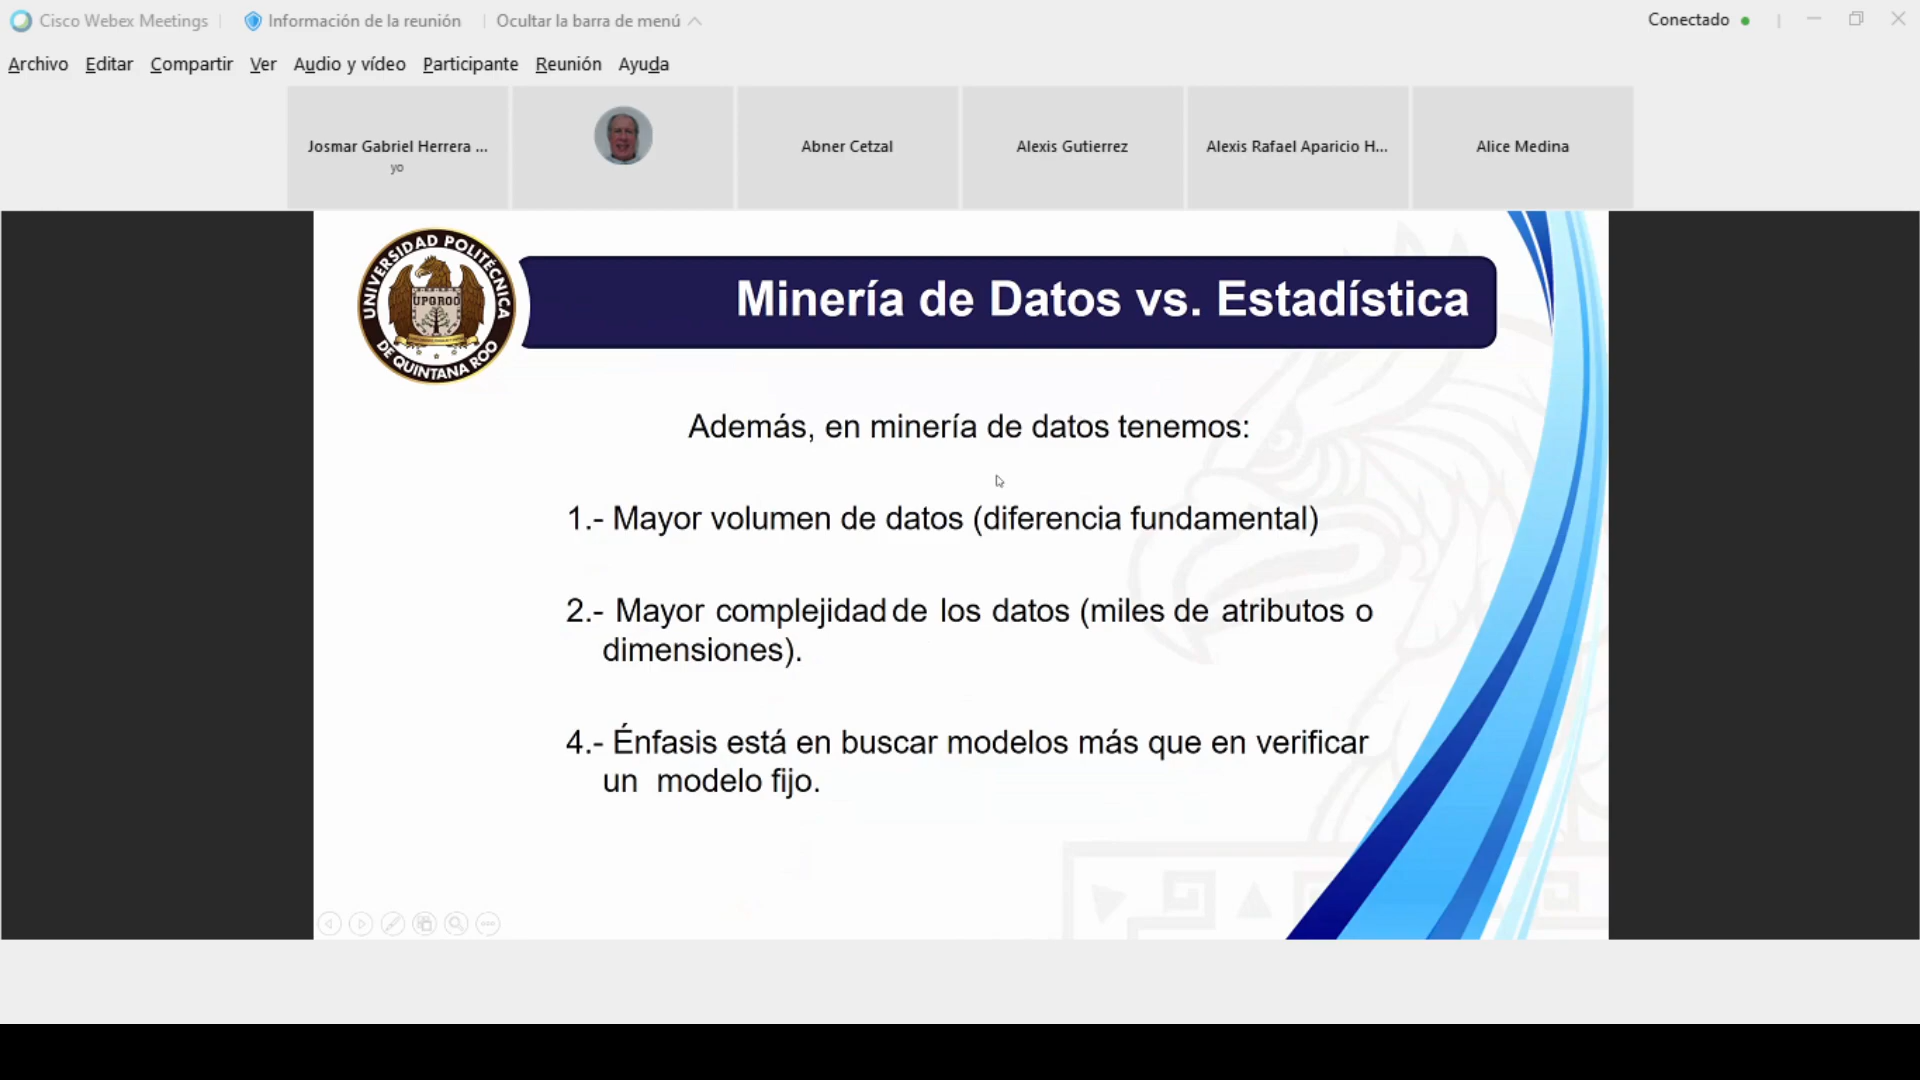 Cisco Webex Meetings
Información de la reunión
Ocultar la barra de menú
Conectado
Archivo Editar Compartir Ver Audio y vídeo Participante Reunión Ayuda
Josmar Gabriel Herrera ...
yo
Abner Cetzal
Alexis Gutierrez
Alexis Rafael Aparicio H...
Alice Medina
UNIVERSIDAD POLITÉCNICA
UPQROO
DE QUINTANA ROO
Minería de Datos vs. Estadística
Además, en minería de datos tenemos:
1.- Mayor volumen de datos (diferencia fundamental)
2.- Mayor complejidad de los datos (miles de atributos o
dimensiones).
4.- Énfasis está en buscar modelos más que en verificar
un modelo fijo.